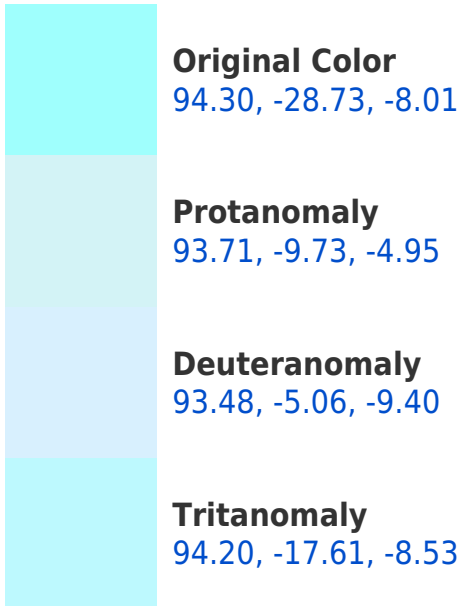 Original Color
94.30, -28.73, -8.01
Protanomaly
93.71, -9.73, -4.95
Deuteranomaly
93.48, -5.06, -9.40
Tritanomaly
94.20, -17.61, -8.53